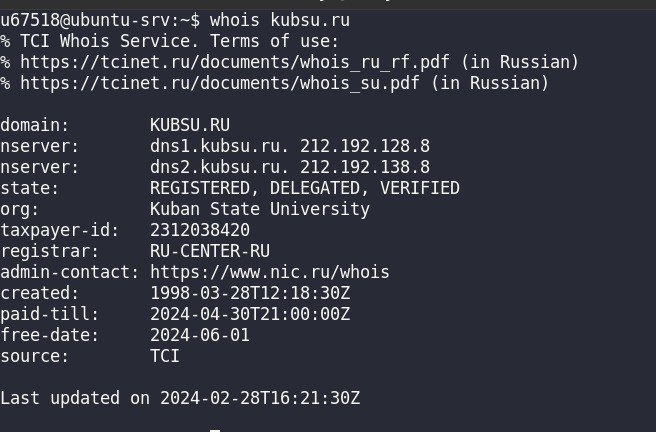 u67518@ubuntu-srv:~$ whois kubsu.ru
% TCI Whois Service. Terms of use:
% https://tcinet.ru/documents/whois_ru_rf.pdf (in Russian)
% https://tcinet.ru/documents/whois_su.pdf (in Russian)

domain:        KUBSU.RU
nserver:       dns1.kubsu.ru. 212.192.128.8
nserver:       dns2.kubsu.ru. 212.192.138.8
state:         REGISTERED, DELEGATED, VERIFIED
org:           Kuban State University
taxpayer-id:   2312038420
registrar:     RU-CENTER-RU
admin-contact: https://www.nic.ru/whois
created:       1998-03-28T12:18:30Z
paid-till:     2024-04-30T21:00:00Z
free-date:     2024-06-01
source:        TCI

Last updated on 2024-02-28T16:21:30Z